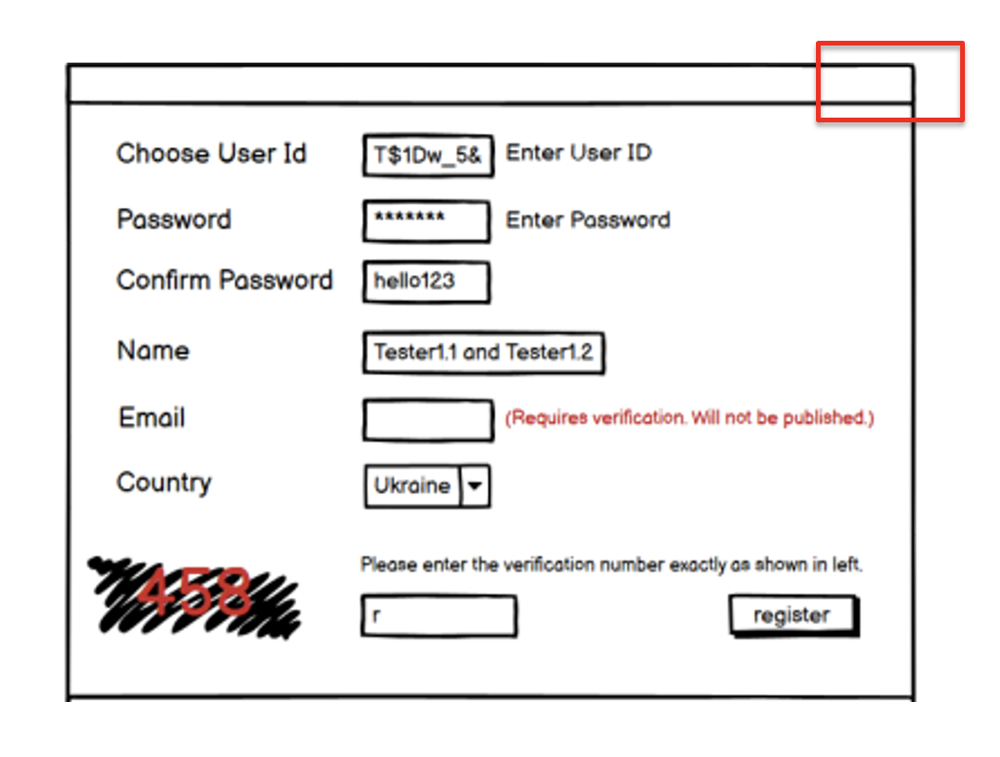 Choose User Id T$1Dw_5& Enter User ID
Password ******* Enter Password
Confirm Password hello123
Name Tester1.1 and Tester1.2
Email (Requires verification. Will not be published.)
Country Ukraine
458 Please enter the verification number exactly as shown in left.
r register